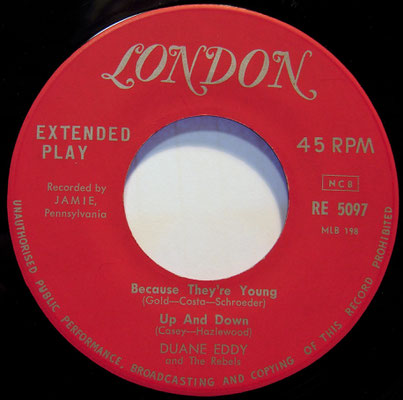 LONDON
EXTENDED PLAY
45 RPM
Recorded by
JAMIE,
Pennsylvania
NCB
RE 5097
MLB 198
Because They're Young
(Gold—Costa—Schroeder)
Up And Down
(Casey—Hazlewood)
DUANE EDDY
and The Rebels
UNAUTHORISED PUBLIC PERFORMANCE, BROADCASTING AND COPYING OF THIS RECORD PROHIBITED